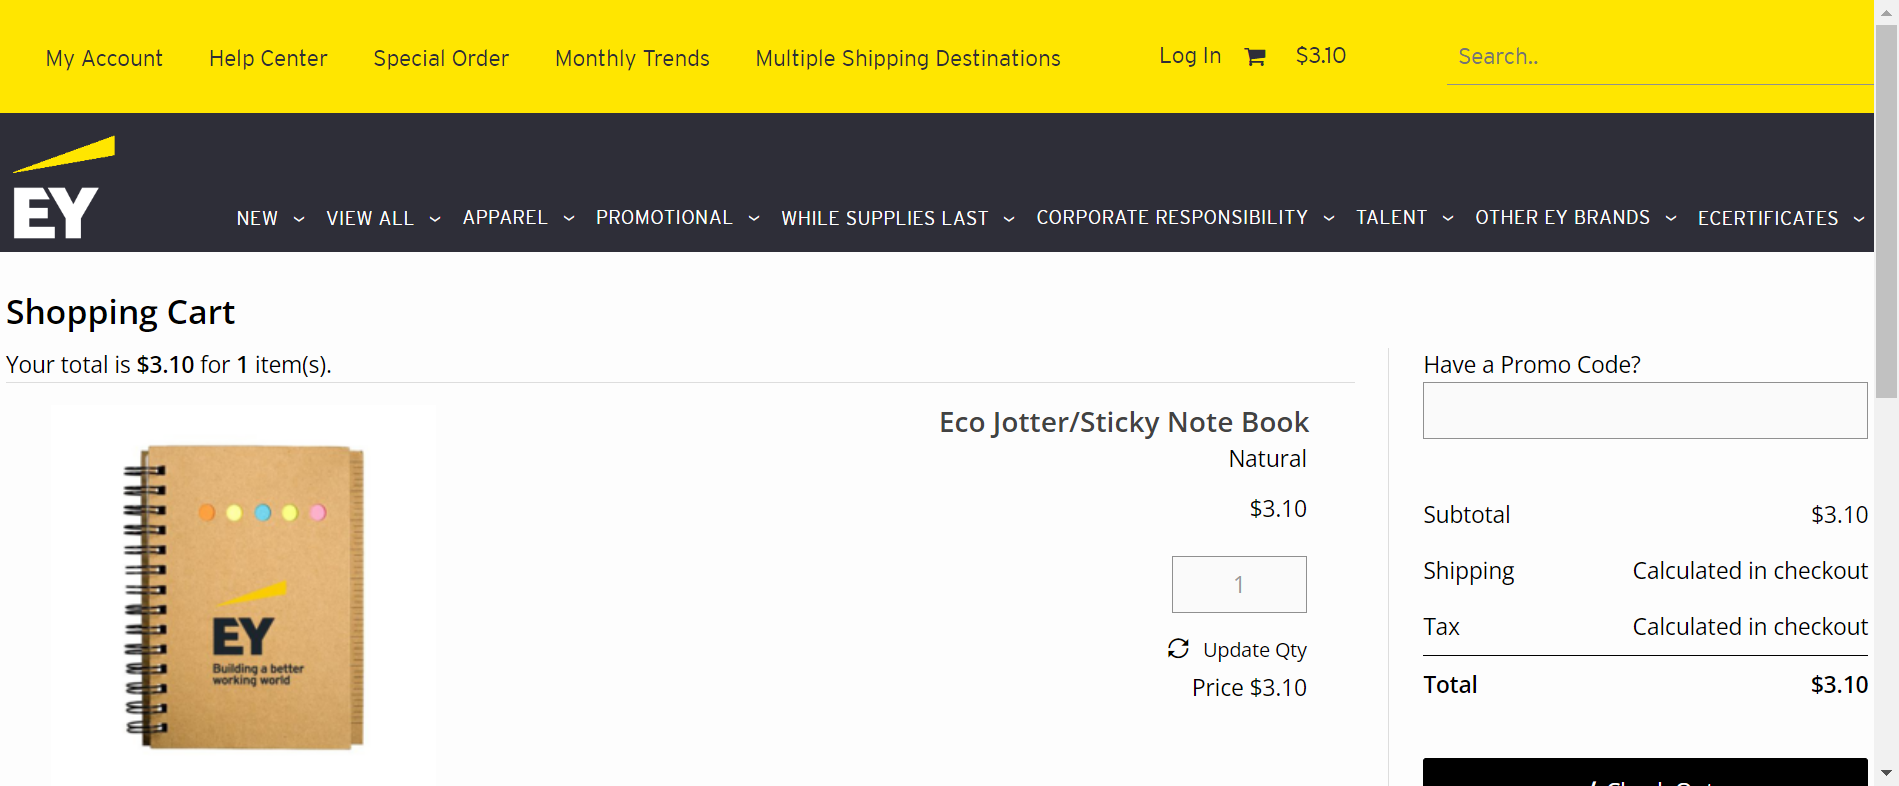 My Account Help Center Special Order Monthly Trends Multiple Shipping Destinations Log In $3.10 Search..
EY
NEW VIEW ALL APPAREL PROMOTIONAL WHILE SUPPLIES LAST CORPORATE RESPONSIBILITY TALENT OTHER EY BRANDS ECERTIFICATES
Shopping Cart
Your total is $3.10 for 1 item(s).
EY
Building a better
working world
Eco Jotter/Sticky Note Book
Natural
$3.10
1
Update Qty
Price $3.10
Have a Promo Code?
Subtotal $3.10
Shipping Calculated in checkout
Tax Calculated in checkout
Total $3.10